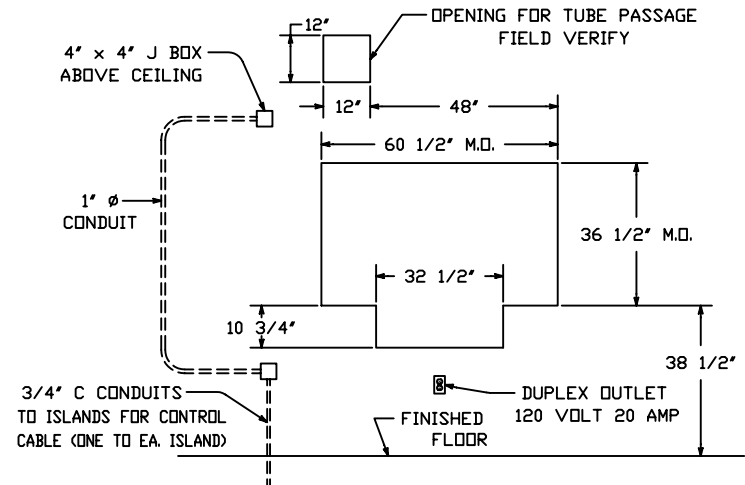 OPENING FOR TUBE PASSAGE
FIELD VERIFY
12"
4" x 4" J BOX
ABOVE CEILING
12"
48"
60 1/2" M.O.
1" Ø
CONDUIT
36 1/2" M.O.
32 1/2"
10 3/4"
38 1/2"
3/4" C CONDUITS
TO ISLANDS FOR CONTROL
CABLE (ONE TO EA. ISLAND)
DUPLEX OUTLET
120 VOLT 20 AMP
FINISHED
FLOOR